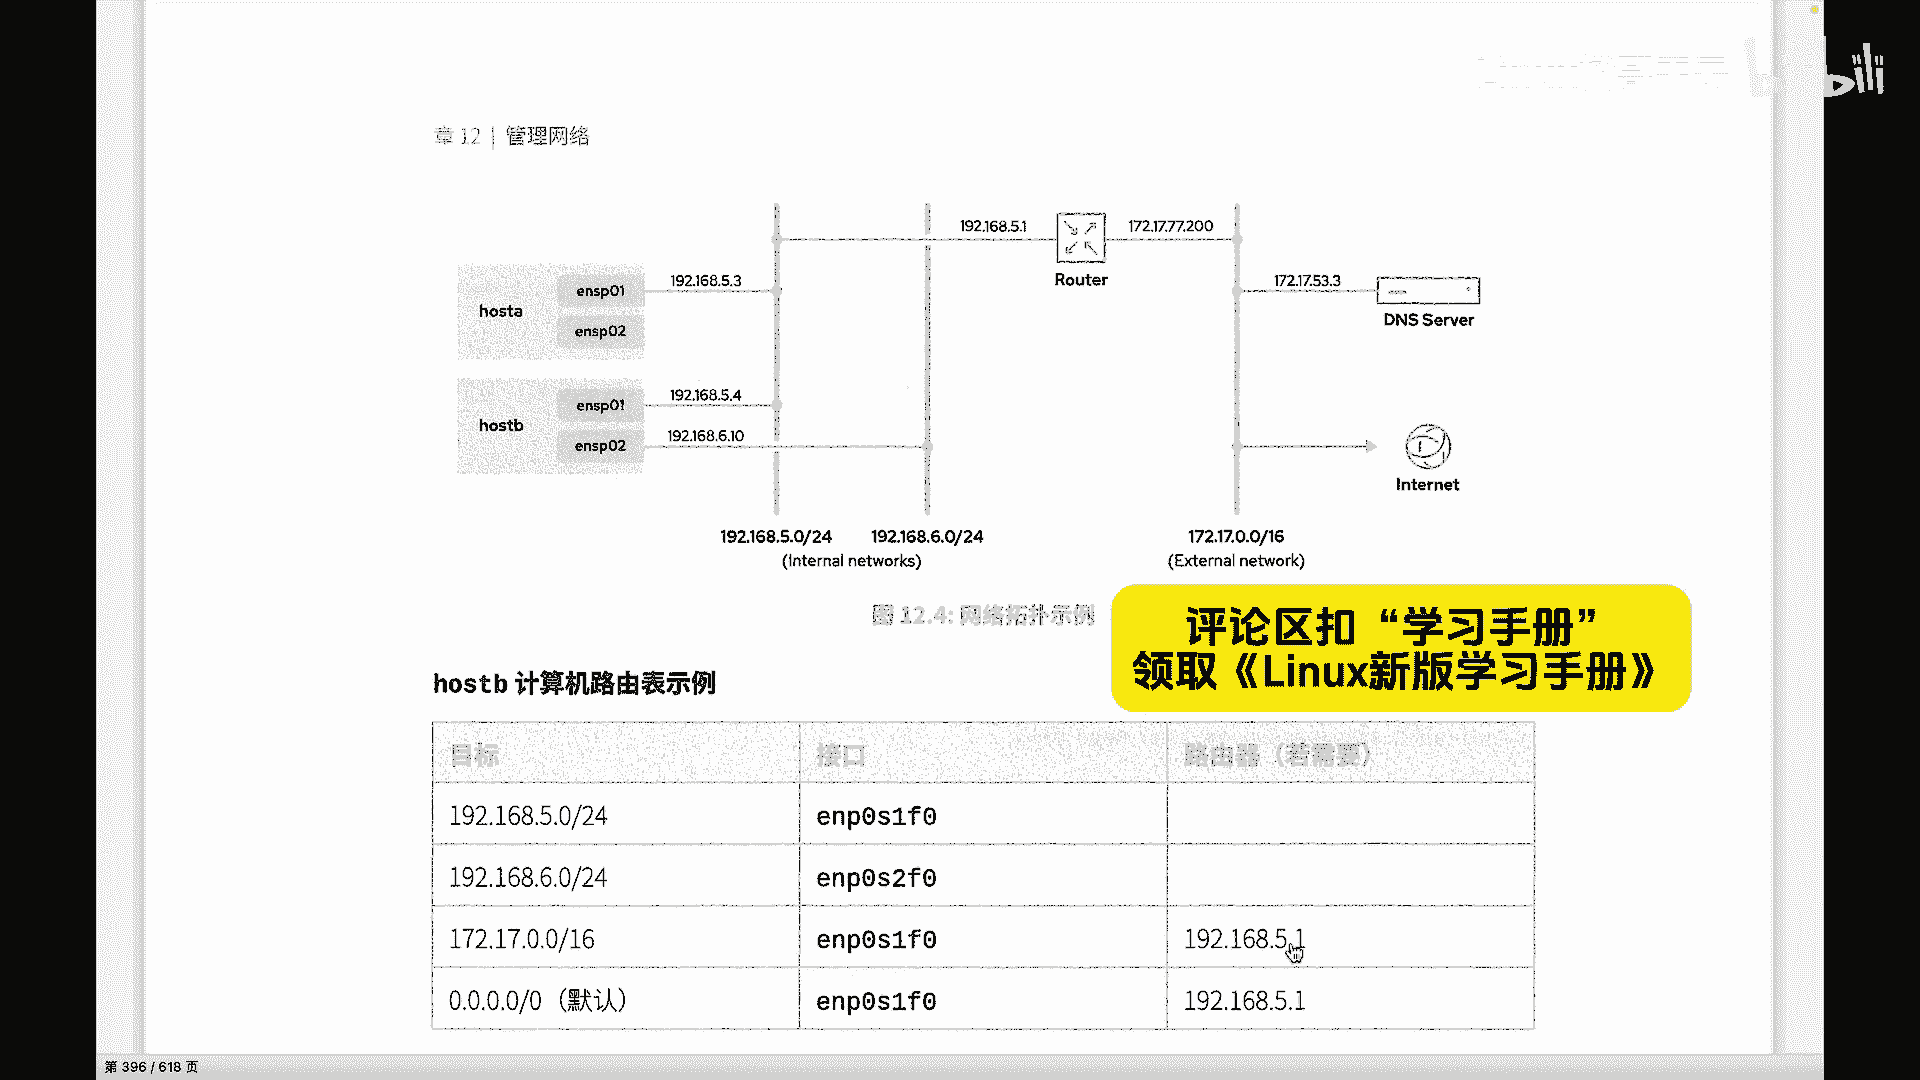 bili
章 12 | 管理网络
192.168.5.1
172.17.77.200
Router
192.168.5.3
172.17.53.3
hosta
ensp01
ensp02
DNS Server
192.168.5.4
hostb
ensp01
192.168.6.10
ensp02
Internet
192.168.5.0/24
192.168.6.0/24
172.17.0.0/16
(Internal networks)
(External network)
图 12.4: 网络拓扑示例
评论区扣“学习手册”
领取《Linux新版学习手册》
hostb 计算机路由表示例
目标 接口 路由器（若需要）
192.168.5.0/24 enp0s1f0
192.168.6.0/24 enp0s2f0
172.17.0.0/16 enp0s1f0 192.168.5.1
0.0.0.0/0（默认） enp0s1f0 192.168.5.1
第 396 / 618 页